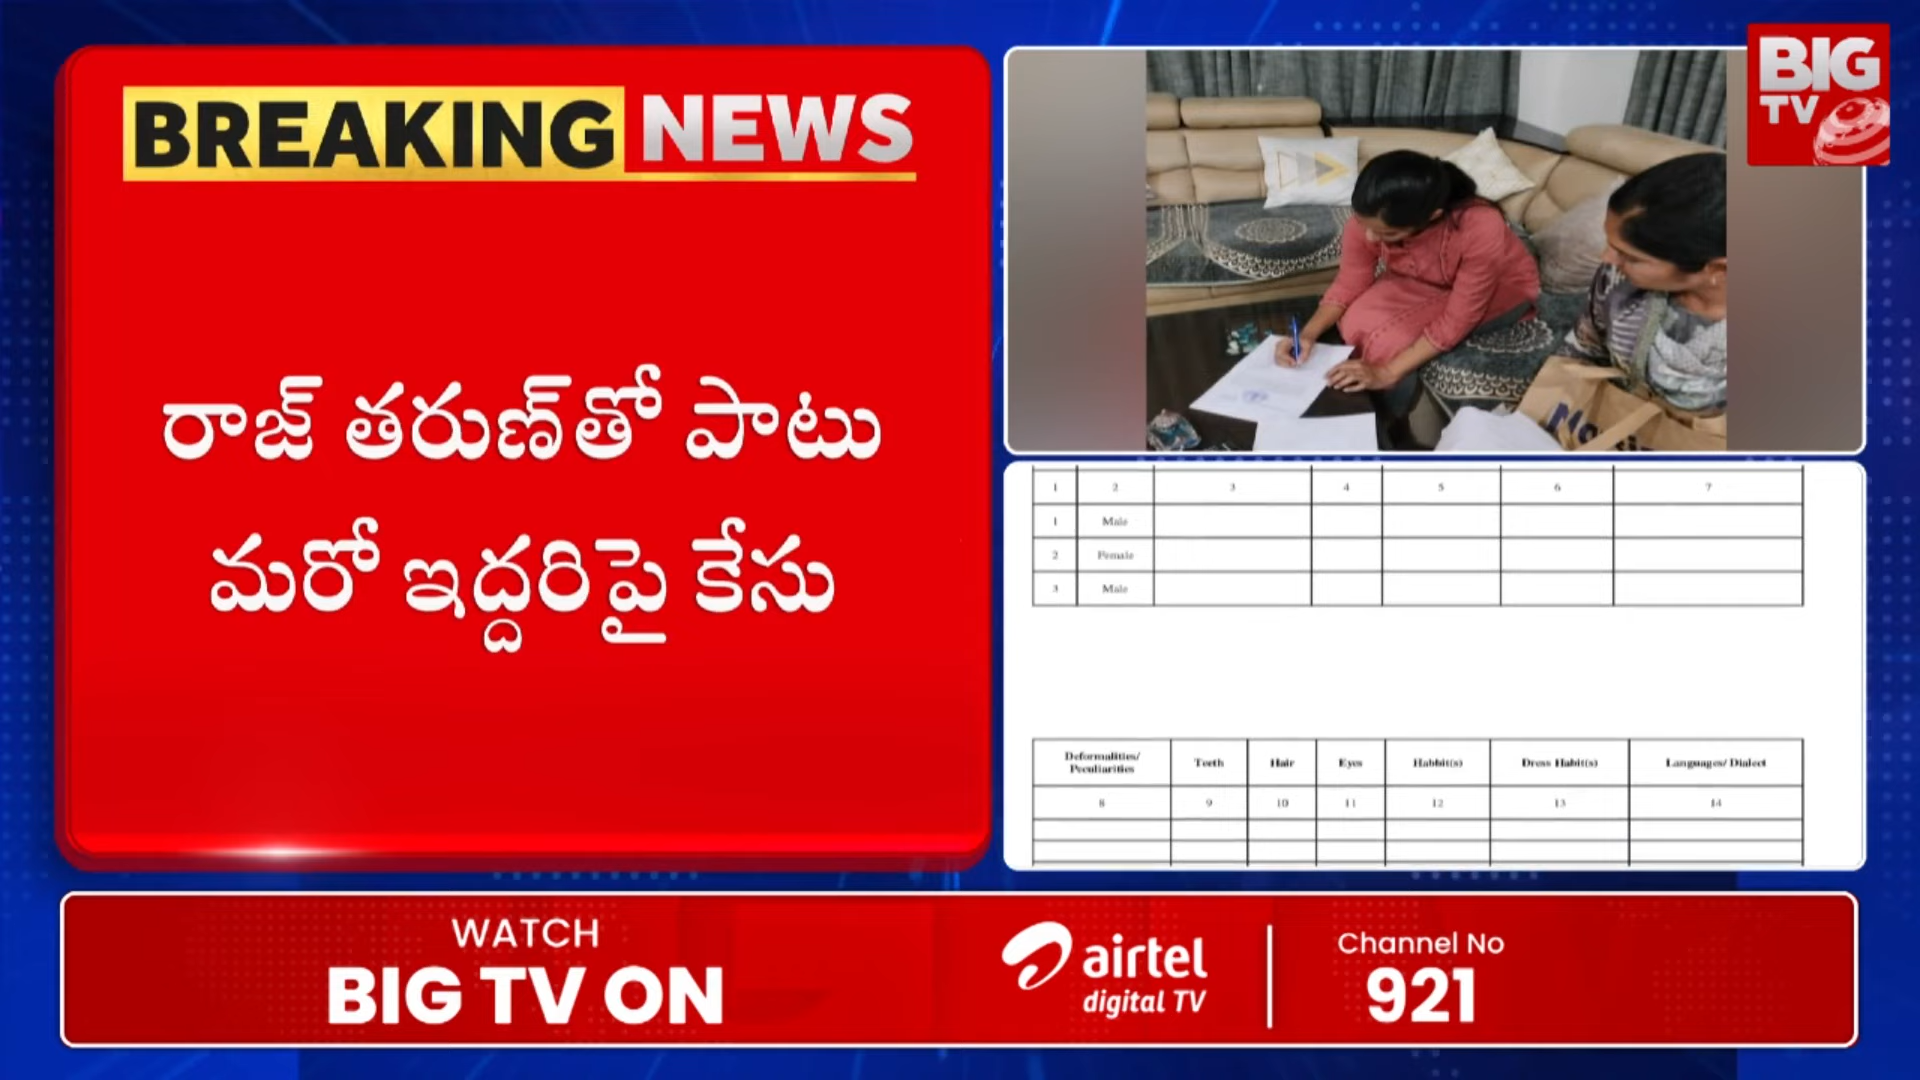 BREAKING NEWS
రాజ్ తరుణ్‌తో పాటు
మరో ఇద్దరిపై కేసు
BIG
TV
1 2 3 4 5 6 7
1 Male
2 Female
3 Male
Deformalities/ Peculiarities Teeth Hair Eyes Habbit(s) Dress Habit(s) Languages/ Dialect
8 9 10 11 12 13 14
WATCH
BIG TV ON
airtel
digital TV
Channel No
921